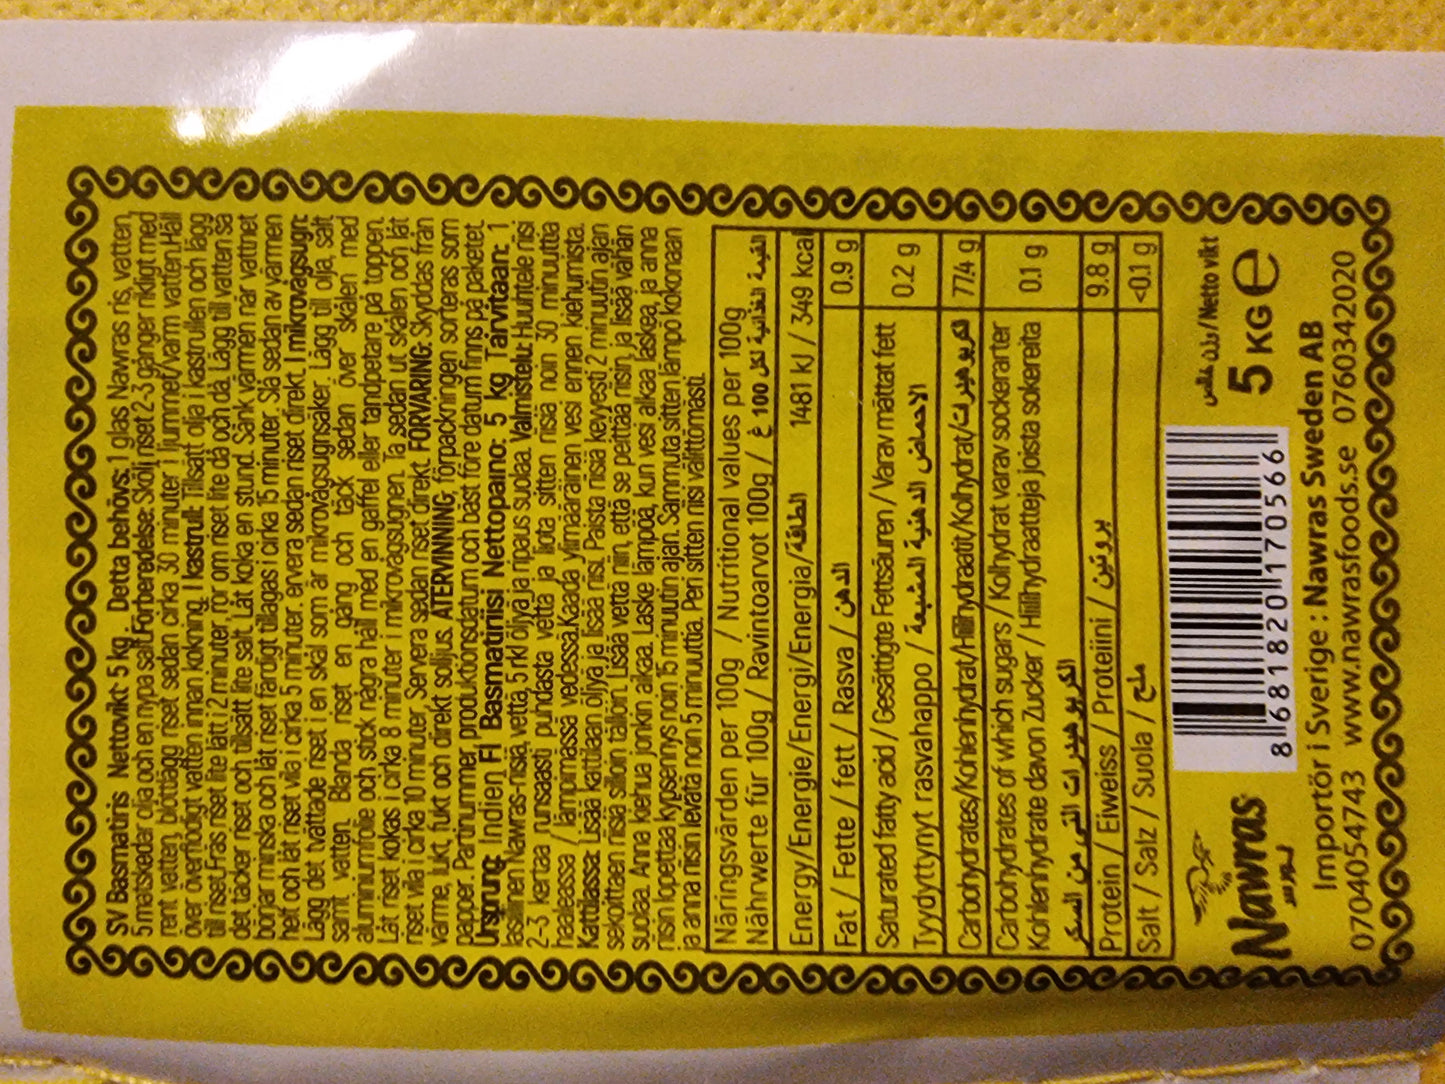 SV Basmatiris Nettovikt: 5 kg Detta behövs: 1 glas Nawras ris, vatten,
5 matskedar olja och en nypa salt.Förberedelse: Skölj riset 2-3 gånger rikligt med
rent vatten, blötlägg riset sedan cirka 30 minuter i ljummet/varm vatten.Häll
över överflödigt vatten innan kokning. I kastrull: Tillsätt olja i kastrullen och lägg
till riset.Fräs riset lite lätt i 2 minuter, rör om riset lite då och då. Lägg till vatten så
det täcker riset och tillsätt lite salt. Låt koka en stund. Sänk värmen när vattnet
börjar minska och låt riset färdigt tillagas i cirka 15 minuter. Slå sedan av värmen
helt och låt riset vila i cirka 5 minuter. ervera sedan riset direkt. I mikrovågsugn:
Lägg det tvättade riset i en skål som är mikrovågsugnsäker. Lägg till olja, salt
samt vatten. Blanda riset en gång och täck sedan över skålen med
aluminiumfolie och stick några hål med en gaffel eller tandpetare på toppen.
Låt riset kokas i cirka 8 minuter i mikrovågsugnen. Ta sedan ut skålen och låt
riset vila i cirka 10 minuter. Servera sedan riset direkt. FÖRVARING: Skyddas från
värme, lukt, fukt och direkt solljus. ÅTERVINNING, förpackningen sorteras som
papper. Partinummer, produktionsdatum och bäst före datum finns på paketet.
Ursprung: Indien FI Basmatiriisi Nettopaino: 5 kg Tarvitaan: 1
lasillinen Nawras-riisiä, vettä, 5 rkl öljyä ja ripaus suolaa. Valmistelu: Huuhtele riisi
2-3 kertaa runsaasti puhdasta vettä ja liota sitten riisiä noin 30 minuuttia
haaleassa / lämpimässä vedessä.Kaada ylimääräinen vesi ennen kiehumista.
Kattilassa: Lisää kattilaan öljyä ja lisää riisi. Paista riisiä kevyesti 2 minuutin ajan
sekoittaen riisiä silloin tällöin. Lisää vettä niin, että se peittää riisin, ja lisää vähän
suolaa. Anna kiehua jonkin aikaa. Laske lämpöä, kun vesi alkaa laskea, ja anna
riisin lopettaa kypsennys noin 15 minuutin ajan. Sammuta sitten lämpö kokonaan
ja anna riisin levätä noin 5 minuuttia. Peri sitten riisi välittömästi.
Näringsvärden per 100g / Nutritional values per 100g
Nährwerte für 100g / Ravintoarvot 100g / القيمة الغذائية لكل 100 غ
Energy/Energie/Energi/Energia/الطاقة 1481 kJ / 349 kcal
Fat / Fette / fett / Rasva / الدهن 0.9 g
Saturated fatty acid / Gesättigte Fettsäuren / Varav mättat fett 0.2 g
Tyydyttynyt rasvahappo / الاحماض الدهنية المشبعة
Carbohydrates/Kohlenhydrat/Hiilihydraatit/Kolhydrat/كربوهيدرات 77.4 g
Carbohydrates of which sugars / Kolhydrat varav sockerarter 0.1 g
Kohlenhydrate davon Zucker / Hiilihydraatteja joista sokereita
الكربوهيدرات التي من السكر
Protein / Eiweiss / Proteiini / بروتين 9.8 g
Salt / Salz / Suola / ملح <0.1 g
Nawras
نورس
8 681820 170566
/ Netto vikt
5 KG e
Importör i Sverige : Nawras Sweden AB
0704054743 www.nawrasfoods.se 0760342020